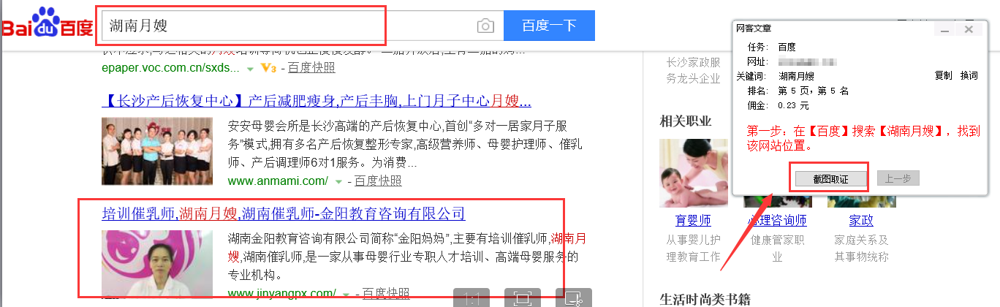 Bai du 百度
湖南月嫂
百度一下
epaper.voc.com.cn/sxds... V3 - 百度快照
【长沙产后恢复中心】产后减肥瘦身,产后丰胸,上门月子中心月嫂...
安安母婴会所是长沙高端的产后恢复中心,首创“多对一居家月子服
务”模式,拥有多名产后恢复整形专家,高级营养师、母婴护理师、催乳
师、产后调理师6对1服务。为消费...
www.anmami.com/ - 百度快照
培训催乳师,湖南月嫂,湖南催乳师-金阳教育咨询有限公司
湖南金阳教育咨询有限公司简称“金阳妈妈”,主要有培训催乳师,湖南月
嫂,湖南催乳师,是一家从事母婴行业专职人才培训、高端母婴服务的
专业机构。
www.jinyangpx.com/ - 百度快照
1:1
长沙家政服
务龙头企业
相关职业
育婴师
从事婴儿护
理教育工作
心理咨询师
健康管家职
业
家政
家庭关系及
其事物统称
生活时尚类书籍
网客文章
任务: 百度
网址:
关键词: 湖南月嫂 复制 换词
排名: 第 5 页, 第 5 名
佣金: 0.23 元
第一步: 在【百度】搜索【湖南月嫂】, 找到
该网站位置。
截图取证
上一步